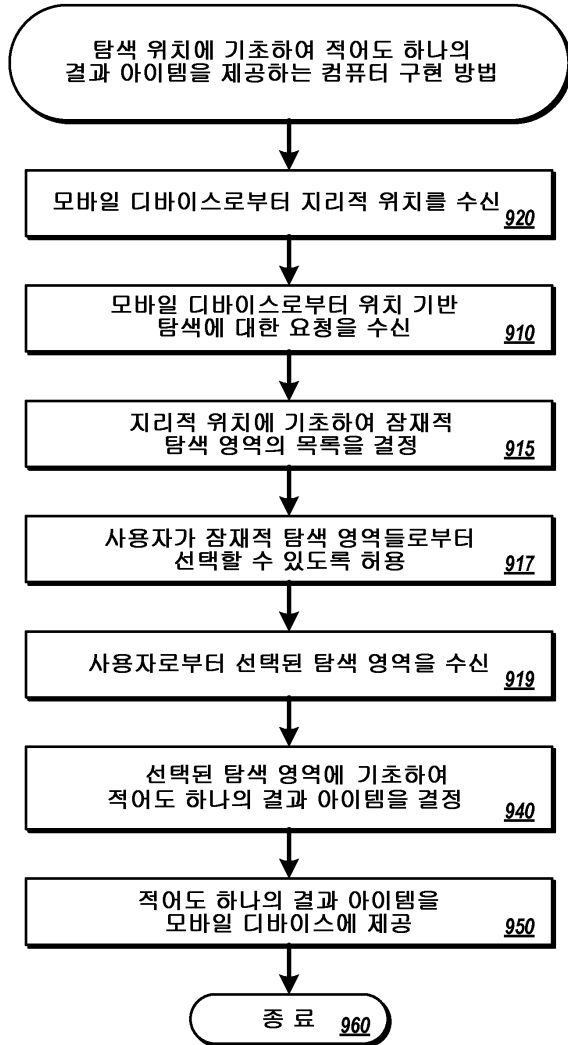 탐색 위치에 기초하여 적어도 하나의
결과 아이템을 제공하는 컴퓨터 구현 방법
모바일 디바이스로부터 지리적 위치를 수신
920
모바일 디바이스로부터 위치 기반
탐색에 대한 요청을 수신
910
지리적 위치에 기초하여 잠재적
탐색 영역의 목록을 결정
915
사용자가 잠재적 탐색 영역들로부터
선택할 수 있도록 허용
917
사용자로부터 선택된 탐색 영역을 수신
919
선택된 탐색 영역에 기초하여
적어도 하나의 결과 아이템을 결정
940
적어도 하나의 결과 아이템을
모바일 디바이스에 제공
950
종 료 960